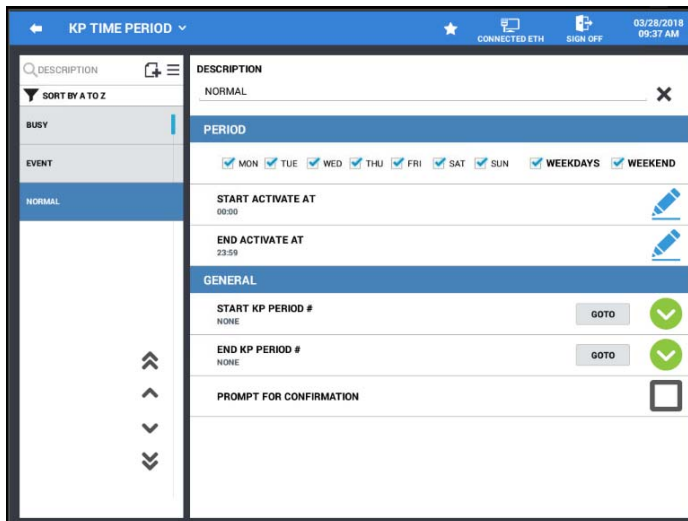 KP TIME PERIOD
CONNECTED ETH
SIGN OFF
03/28/2018
09:37 AM
DESCRIPTION
SORT BY A TO Z
BUSY
EVENT
NORMAL
DESCRIPTION
NORMAL
PERIOD
MON TUE WED THU FRI SAT SUN WEEKDAYS WEEKEND
START ACTIVATE AT
00:00
END ACTIVATE AT
23:59
GENERAL
START KP PERIOD #
NONE
GOTO
END KP PERIOD #
NONE
GOTO
PROMPT FOR CONFIRMATION